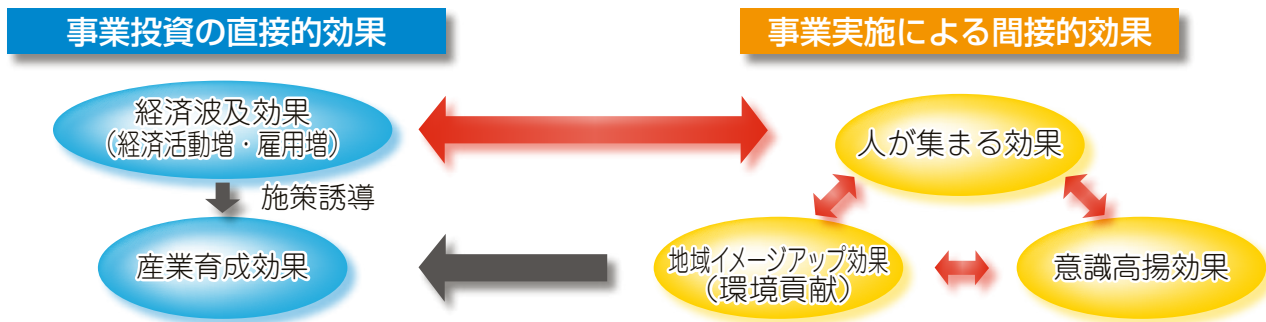 事業投資の直接的効果
事業実施による間接的効果
経済波及効果
(経済活動増・雇用増)
人が集まる効果
施策誘導
産業育成効果
地域イメージアップ効果
(環境貢献)
意識高揚効果